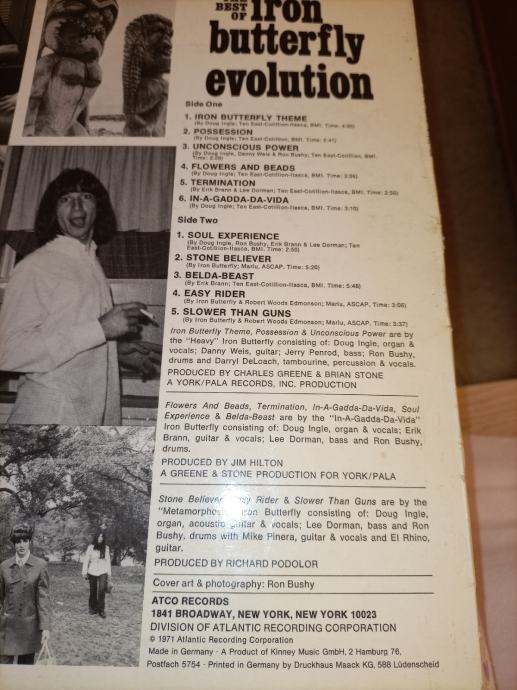 THE
BEST
OF iron
butterfly
evolution
Side One
1. IRON BUTTERFLY THEME
(By Doug Ingle; Ten East-Cotillion-Itasca, BMI. Time:
2. POSSESSION
(By Doug Ingle; Ten East-Cotillion, BMI. Time: 2:41)
3. UNCONSCIOUS POWER
(By Doug Ingle, Danny Weis & Ron Bushy; Ten East-Cotillion, BMI.
Time:
4. FLOWERS AND BEADS
(By Doug Ingle; Ten East-Cotillion-Itasca, BMI. Time:
5. TERMINATION
(By Erik Brann & Lee Dorman; Ten East-Cotillion-Itasca, BMI. Time: 2:50)
6. IN-A-GADDA-DA-VIDA
(By Doug Ingle; Ten East-Cotillion-Itasca, BMI. Time: 3:10)
Side Two
1. SOUL EXPERIENCE
(By Doug Ingle, Ron Bushy, Erik Brann & Lee Dorman; Ten
East-Cotillion-Itasca, BMI. Time: 2:50)
2. STONE BELIEVER
(By Iron Butterfly; Marlu, ASCAP. Time: 5:20)
3. BELDA-BEAST
(By Erik Brann; Ten East-Cotillion-Itasca, BMI. Time: 5:46)
4. EASY RIDER
(By Iron Butterfly & Robert Woods Edmonson; Marlu, ASCAP. Time: 3:06)
5. SLOWER THAN GUNS
(By Iron Butterfly & Robert Woods Edmonson; Marlu, ASCAP. Time: 3:37)
Iron Butterfly Theme, Possession & Unconscious Power are by
the "Heavy" Iron Butterfly consisting of: Doug Ingle, organ &
vocals; Danny Weis, guitar; Jerry Penrod, bass; Ron Bushy,
drums and Darryl DeLoach, tambourine, percussion & vocals.
PRODUCED BY CHARLES GREENE & BRIAN STONE
A YORK/PALA RECORDS, INC. PRODUCTION
Flowers And Beads, Termination, In-A-Gadda-Da-Vida, Soul
Experience & Belda-Beast are by the "In-A-Gadda-Da-Vida"
Iron Butterfly consisting of: Doug Ingle, organ & vocals; Erik
Brann, guitar & vocals; Lee Dorman, bass and Ron Bushy,
drums.
PRODUCED BY JIM HILTON
A GREENE & STONE PRODUCTION FOR YORK/PALA
Stone Believer, Easy Rider & Slower Than Guns are by the
"Metamorphosis" Iron Butterfly consisting of: Doug Ingle,
organ, acoustic guitar & vocals; Lee Dorman, bass and Ron
Bushy, drums with Mike Pinera, guitar & vocals and El Rhino,
guitar.
PRODUCED BY RICHARD PODOLOR
Cover art & photography: Ron Bushy
ATCO RECORDS
1841 BROADWAY, NEW YORK, NEW YORK 10023
DIVISION OF ATLANTIC RECORDING CORPORATION
© 1971 Atlantic Recording Corporation
Made in Germany · A Product of Kinney Music GmbH, 2 Hamburg 76,
Postfach 5754 · Printed in Germany by Druckhaus Maack KG, 588 Lüdenscheid